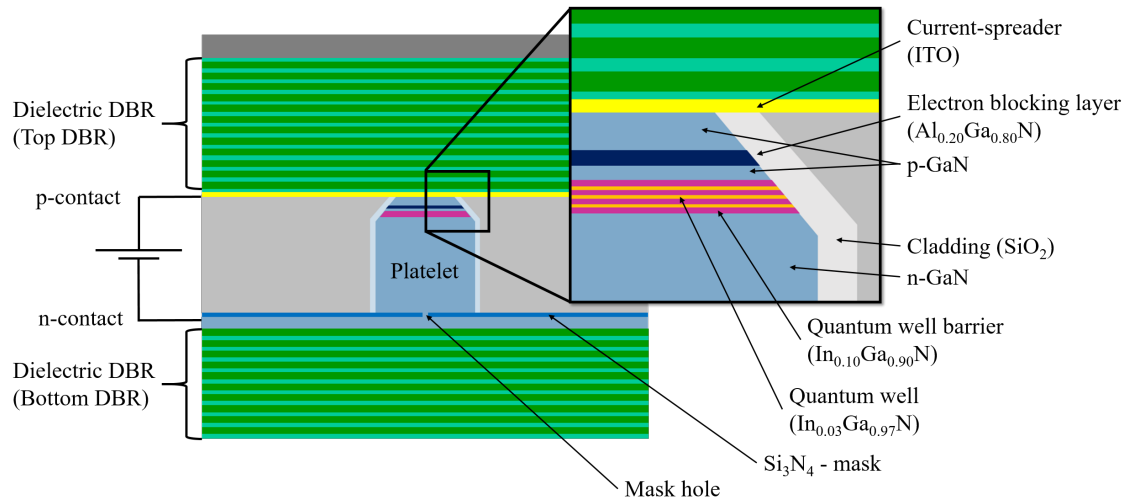 Dielectric DBR
(Top DBR)
p-contact
n-contact
Dielectric DBR
(Bottom DBR)
Platelet
Current-spreader
(ITO)
Electron blocking layer
(Al₀.₂₀Ga₀.₈₀N)
p-GaN
Cladding (SiO₂)
n-GaN
Quantum well barrier
(In₀.₁₀Ga₀.₉₀N)
Quantum well
(In₀.₀₃Ga₀.₉₇N)
Si₃N₄ - mask
Mask hole